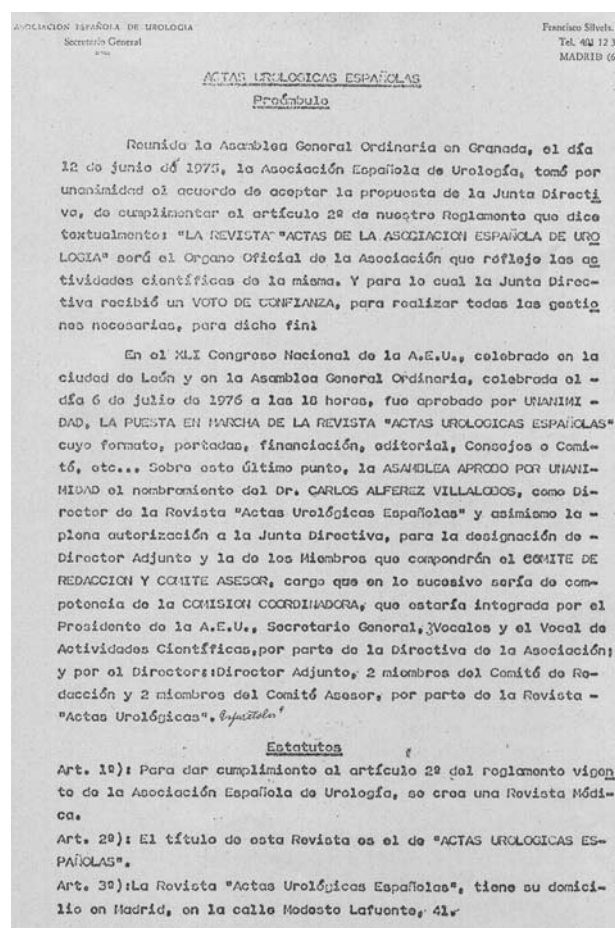 ASOCIACIÓN ESPAÑOLA DE UROLOGIA
Secretario General
Francisco Silvela,
Tel. 401 12 3
MADRID (6
ACTAS UROLOGICAS ESPAÑOLAS
Preámbulo
Reunida la Asamblea General Ordinaria en Granada, el día
12 de junio dé 1975, la Asociación Española de Urología, tomó por
unanimidad el acuerdo de aceptar la propuesta de la Junta Directi
va, de cumplimentar el artículo 2º de nuestro Reglamento que dice
textualmente: "LA REVISTA "ACTAS DE LA ASOCIACION ESPAÑOLA DE URO
LOGIA" será el Organo Oficial de la Asociación que refleje las ac
tividades científicas de la misma. Y para lo cual la Junta Direc-
tiva recibió un VOTO DE CONFIANZA, para realizar todas las gestio
nes necesarias, para dicho fin1
En el XLI Congreso Nacional de la A.E.U., celebrado en la
ciudad de León y en la Asamblea General Ordinaria, celebrada el -
día 6 de julio de 1976 a las 18 horas, fue aprobado por UNANIMI -
DAD, LA PUESTA EN MARCHA DE LA REVISTA "ACTAS UROLOGICAS ESPAÑOLAS"
cuyo formato, portadas, financiación, editorial, Consejos o Comi-
té, etc... Sobre este último punto, la ASAMBLEA APROBO POR UNANI-
MIDAD el nombramiento del Dr. CARLOS ALFEREZ VILLALOBOS, como Di-
rector de la Revista "Actas Urológicas Españolas" y asimismo la -
plena autorización a la Junta Directiva, para la designación de -
Director Adjunto y la de los Miembros que compondrán el COMITE DE
REDACCION Y COMITE ASESOR, cargo que en lo sucesivo sería de com-
potencia de la COMISION COORDINADORA, que estaría integrada por el
Presidente de la A.E.U., Secretario General, 3Vocales y el Vocal de
Actividades Científicas,por parte de la Directiva de la Asociación;
y por el Director::Director Adjunto, 2 miembros del Comité de Re-
dacción y 2 miembros del Comité Asesor, por parte de la Revista -
"Actas Urológicas".
Estatutos
Art. 1º): Para dar cumplimiento al artículo 2º del reglamento vigen
te de la Asociación Española de Urología, se crea una Revista Médi-
ca.
Art. 2º): El título de esta Revista es el de "ACTAS UROLOGICAS ES-
PAÑOLAS".
Art. 3º):La Revista "Actas Urológicas Españolas", tiene su domici-
lio en Madrid, en la calle Modesto Lafuente, 41.